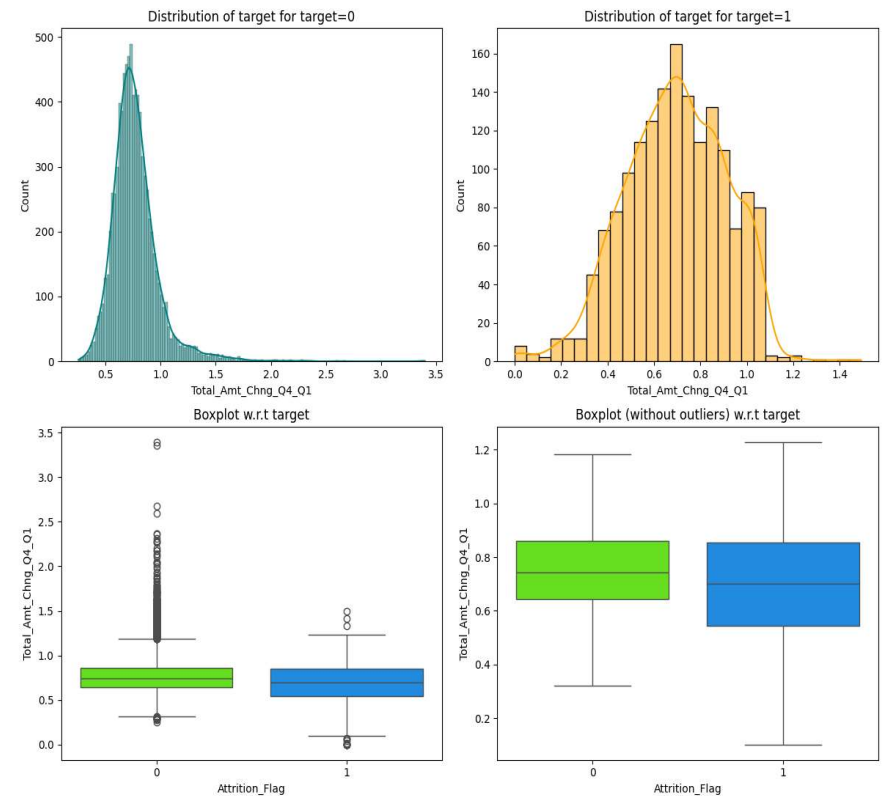 Distribution of target for target=0
500
400
300
200
100
0
Count
0.5 1.0 1.5 2.0 2.5 3.0 3.5
Total_Amt_Chng_Q4_Q1
Distribution of target for target=1
160
140
120
100
80
60
40
20
0
Count
0.0 0.2 0.4 0.6 0.8 1.0 1.2 1.4
Total_Amt_Chng_Q4_Q1
Boxplot w.r.t target
3.5
3.0
2.5
2.0
1.5
1.0
0.5
0.0
Total_Amt_Chng_Q4_Q1
0 1
Attrition_Flag
Boxplot (without outliers) w.r.t target
1.2
1.0
0.8
0.6
0.4
0.2
Total_Amt_Chng_Q4_Q1
0 1
Attrition_Flag